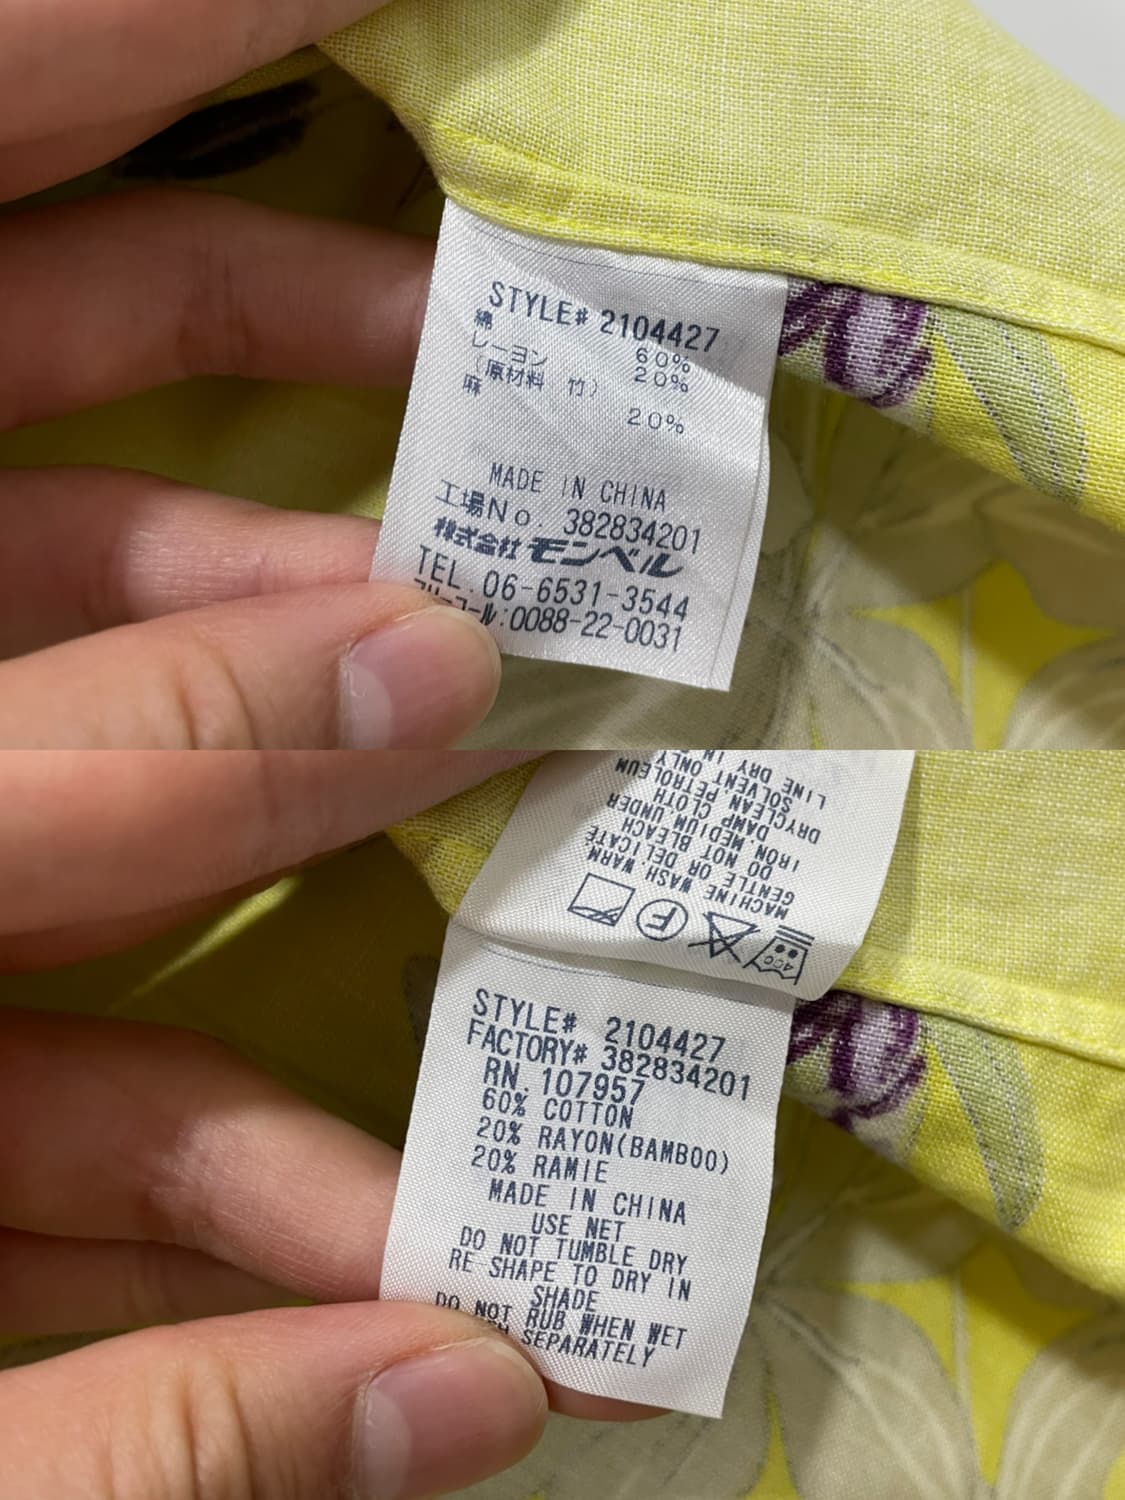 STYLE# 2104427
綿 60%
レーヨン 20%
(原材料 竹)
麻 20%
MADE IN CHINA
工場No. 382834201
株式会社モンベル
TEL.06-6531-3544
フリーコール:0088-22-0031
LINE DRY IN
SOLVENT ONLY
DRYCLEAN PETROLEUM
DAMP CLOTH
IRON.MEDIUM UNDER
DO NOT BLEACH
GENTLE OR DELICATE
MACHINE WASH WARM
F
40C
STYLE# 2104427
FACTORY# 382834201
RN. 107957
60% COTTON
20% RAYON(BAMBOO)
20% RAMIE
MADE IN CHINA
USE NET
DO NOT TUMBLE DRY
RE SHAPE TO DRY IN
SHADE
DO NOT RUB WHEN WET
SEPARATELY